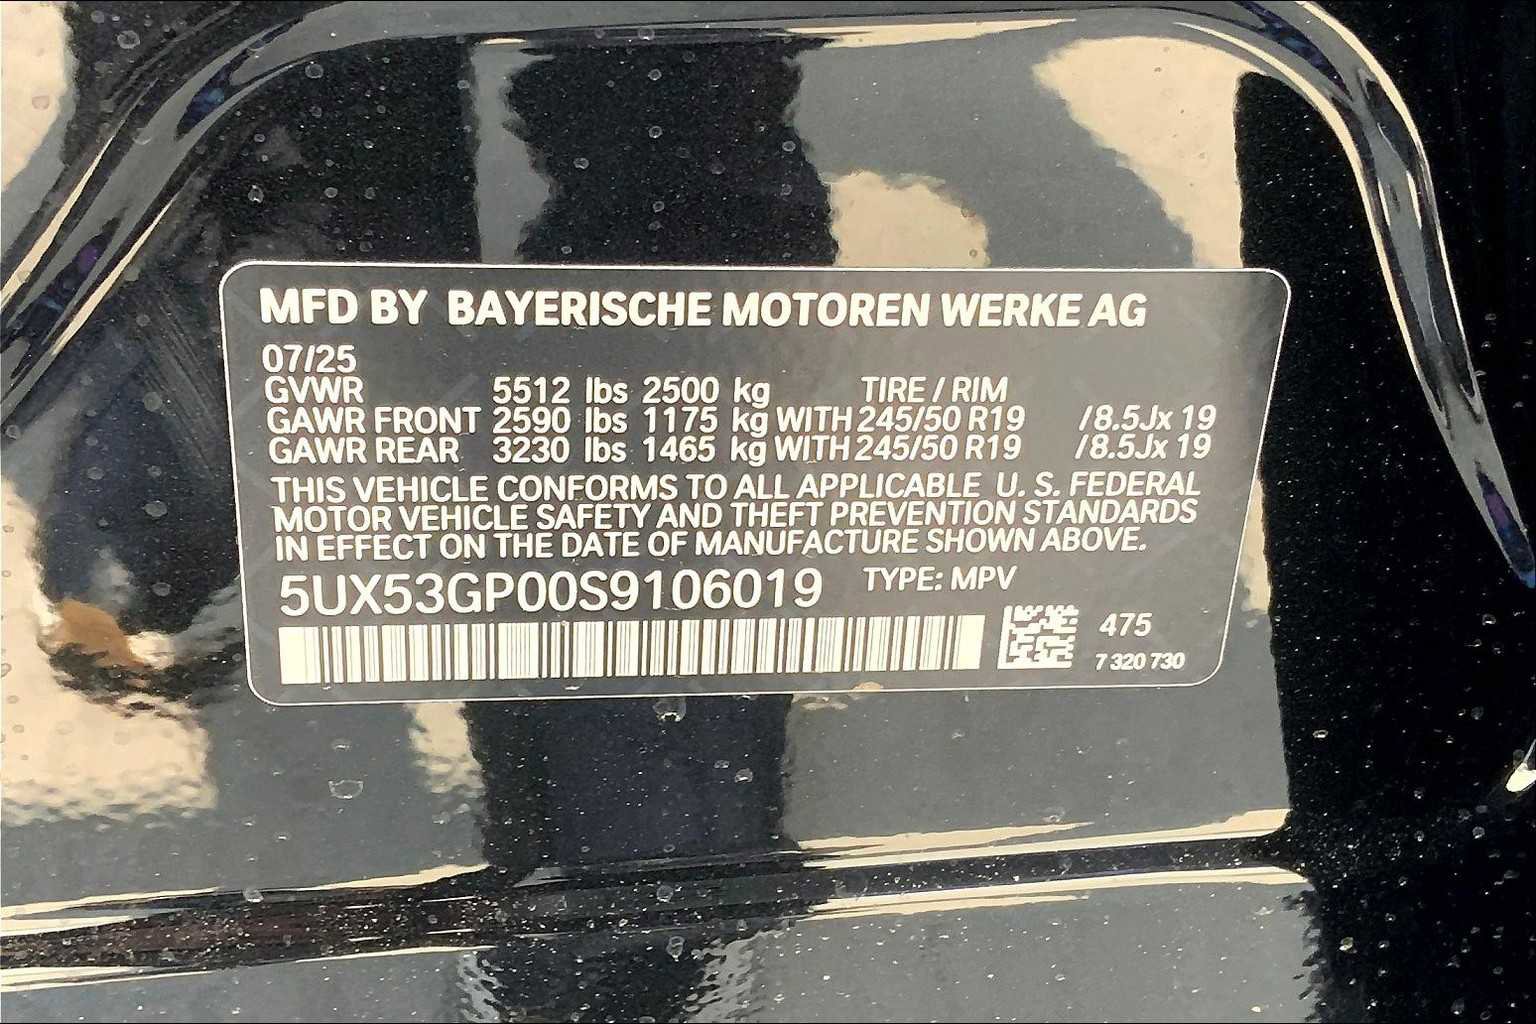 MFD BY BAYERISCHE MOTOREN WERKE AG
07/25
GVWR 5512 lbs 2500 kg TIRE / RIM
GAWR FRONT 2590 lbs 1175 kg WITH 245/50 R19 /8.5Jx 19
GAWR REAR 3230 lbs 1465 kg WITH 245/50 R19 /8.5Jx 19
THIS VEHICLE CONFORMS TO ALL APPLICABLE U. S. FEDERAL
MOTOR VEHICLE SAFETY AND THEFT PREVENTION STANDARDS
IN EFFECT ON THE DATE OF MANUFACTURE SHOWN ABOVE.
5UX53GP00S9106019 TYPE: MPV
475
7 320 730